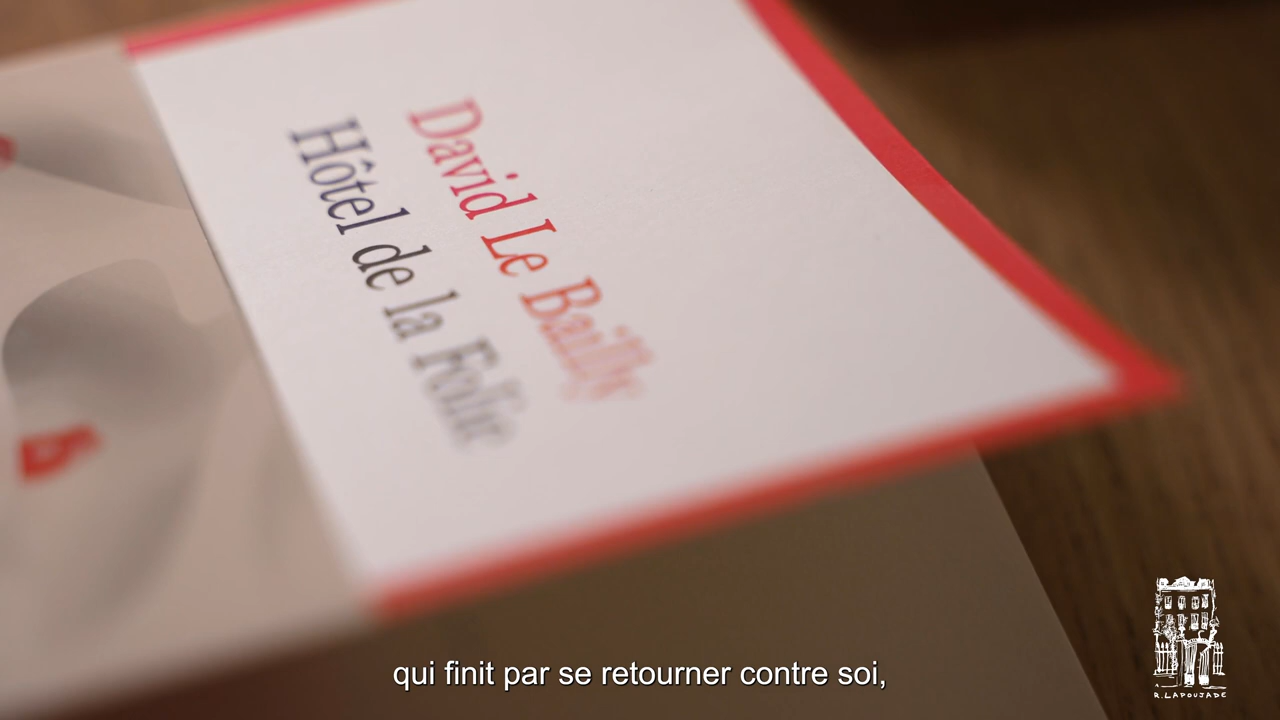 David Le Bailly
Hôtel de la Folie
qui finit par se retourner contre soi,
R. LAPOUJADE